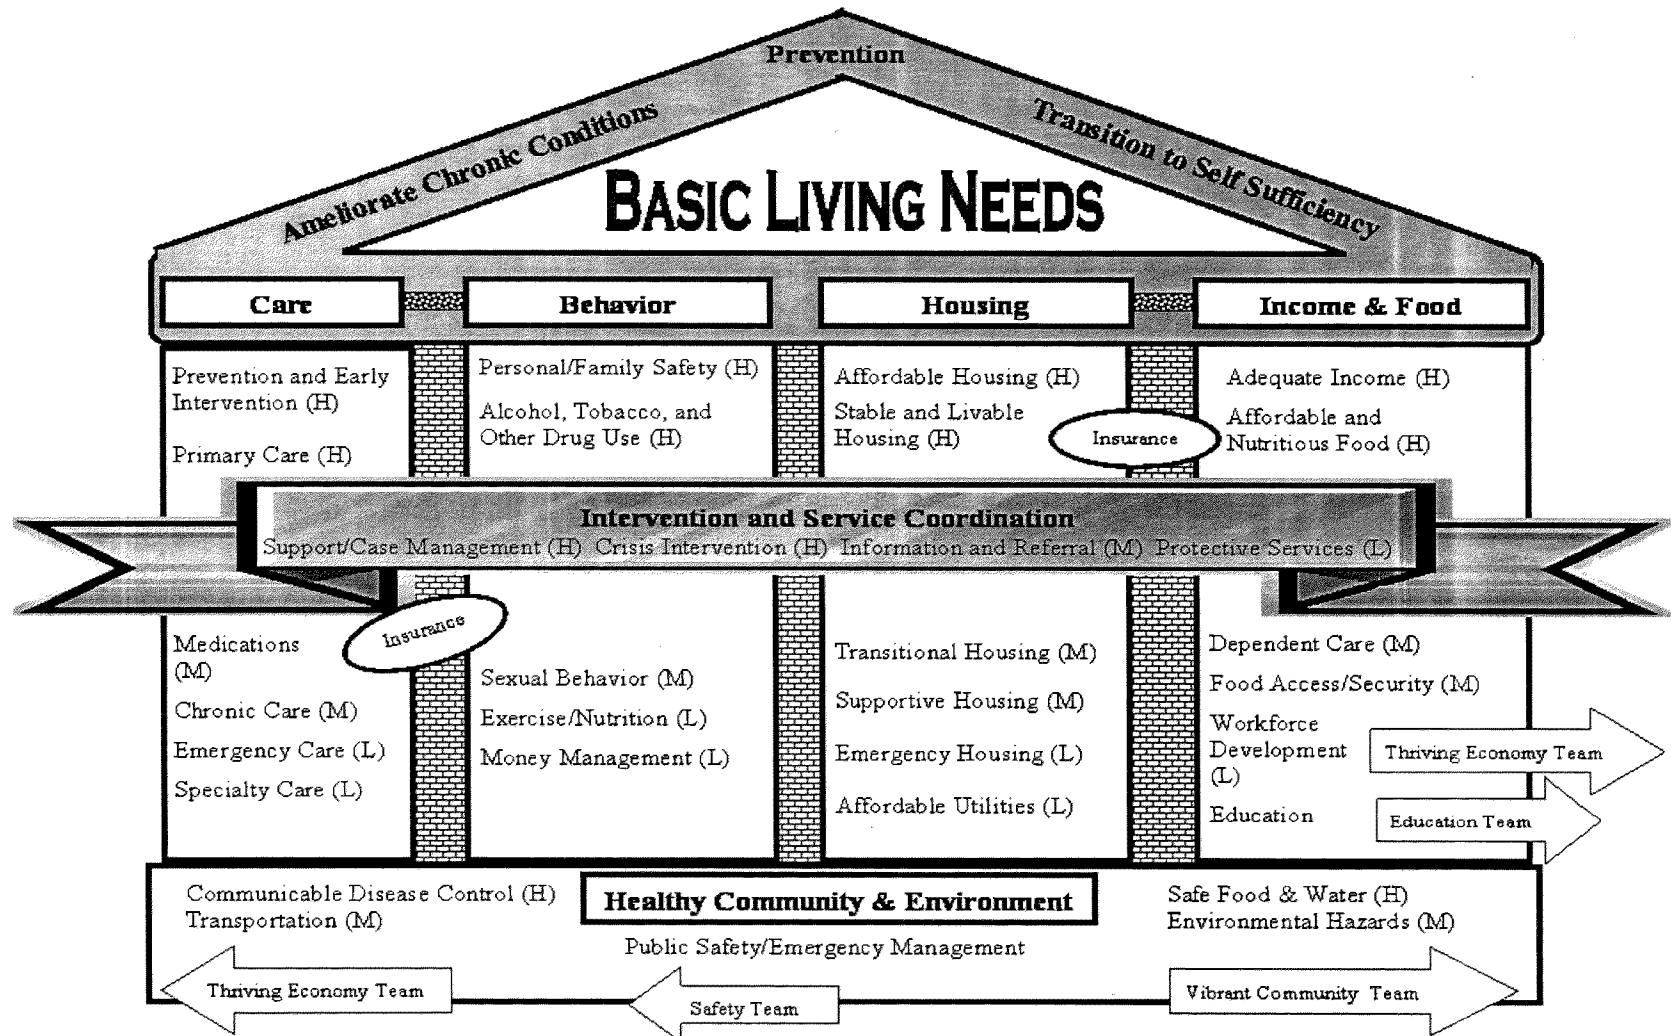 Prevention
Ameliorate Chronic Conditions
Transition to Self Sufficiency
BASIC LIVING NEEDS
Care
Behavior
Housing
Income & Food
Prevention and Early
Intervention (H)
Primary Care (H)
Personal/Family Safety (H)
Alcohol, Tobacco, and
Other Drug Use (H)
Affordable Housing (H)
Stable and Livable
Housing (H)
Insurance
Adequate Income (H)
Affordable and
Nutritious Food (H)
Intervention and Service Coordination
Support/Case Management (H) Crisis Intervention (H) Information and Referral (M) Protective Services (L)
Insurance
Medications
(M)
Chronic Care (M)
Emergency Care (L)
Specialty Care (L)
Sexual Behavior (M)
Exercise/Nutrition (L)
Money Management (L)
Transitional Housing (M)
Supportive Housing (M)
Emergency Housing (L)
Affordable Utilities (L)
Dependent Care (M)
Food Access/Security (M)
Workforce
Development
(L)
Education
Thriving Economy Team
Education Team
Communicable Disease Control (H)
Transportation (M)
Healthy Community & Environment
Safe Food & Water (H)
Environmental Hazards (M)
Public Safety/Emergency Management
Thriving Economy Team
Safety Team
Vibrant Community Team